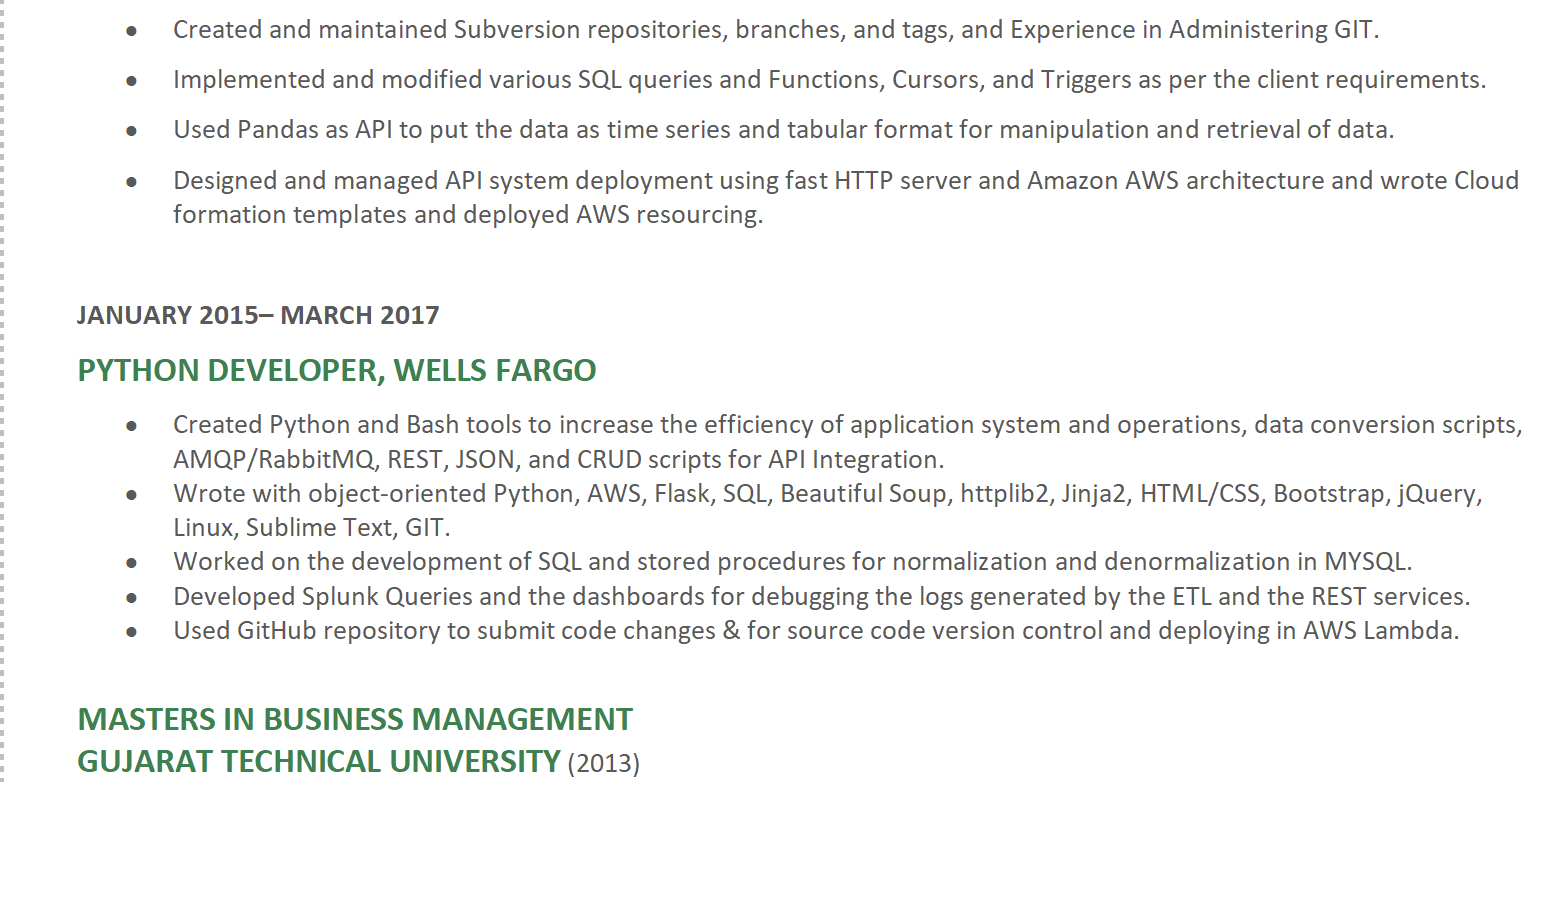 • Created and maintained Subversion repositories, branches, and tags, and Experience in Administering GIT.
• Implemented and modified various SQL queries and Functions, Cursors, and Triggers as per the client requirements.
• Used Pandas as API to put the data as time series and tabular format for manipulation and retrieval of data.
• Designed and managed API system deployment using fast HTTP server and Amazon AWS architecture and wrote Cloud
formation templates and deployed AWS resourcing.
JANUARY 2015– MARCH 2017
PYTHON DEVELOPER, WELLS FARGO
• Created Python and Bash tools to increase the efficiency of application system and operations, data conversion scripts,
AMQP/RabbitMQ, REST, JSON, and CRUD scripts for API Integration.
• Wrote with object-oriented Python, AWS, Flask, SQL, Beautiful Soup, httplib2, Jinja2, HTML/CSS, Bootstrap, jQuery,
Linux, Sublime Text, GIT.
• Worked on the development of SQL and stored procedures for normalization and denormalization in MYSQL.
• Developed Splunk Queries and the dashboards for debugging the logs generated by the ETL and the REST services.
• Used GitHub repository to submit code changes & for source code version control and deploying in AWS Lambda.
MASTERS IN BUSINESS MANAGEMENT
GUJARAT TECHNICAL UNIVERSITY (2013)